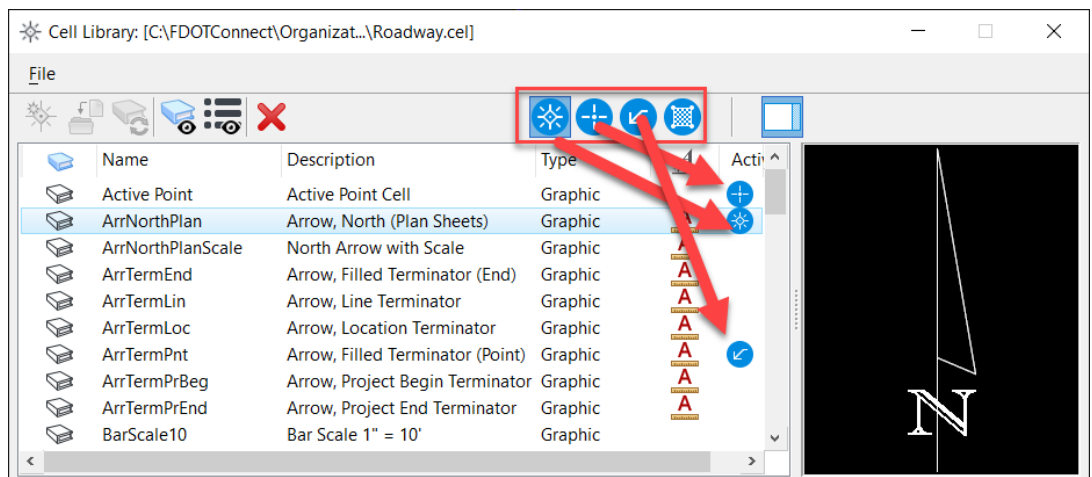 Cell Library: [C:\FDOTConnect\Organizat...\Roadway.cel]
File
Name Description Type Activ
Active Point Active Point Cell Graphic
ArrNorthPlan Arrow, North (Plan Sheets) Graphic A
ArrNorthPlanScale North Arrow with Scale Graphic A
ArrTermEnd Arrow, Filled Terminator (End) Graphic A
ArrTermLin Arrow, Line Terminator Graphic A
ArrTermLoc Arrow, Location Terminator Graphic A
ArrTermPnt Arrow, Filled Terminator (Point) Graphic A
ArrTermPrBeg Arrow, Project Begin Terminator Graphic A
ArrTermPrEnd Arrow, Project End Terminator Graphic A
BarScale10 Bar Scale 1" = 10' Graphic
N